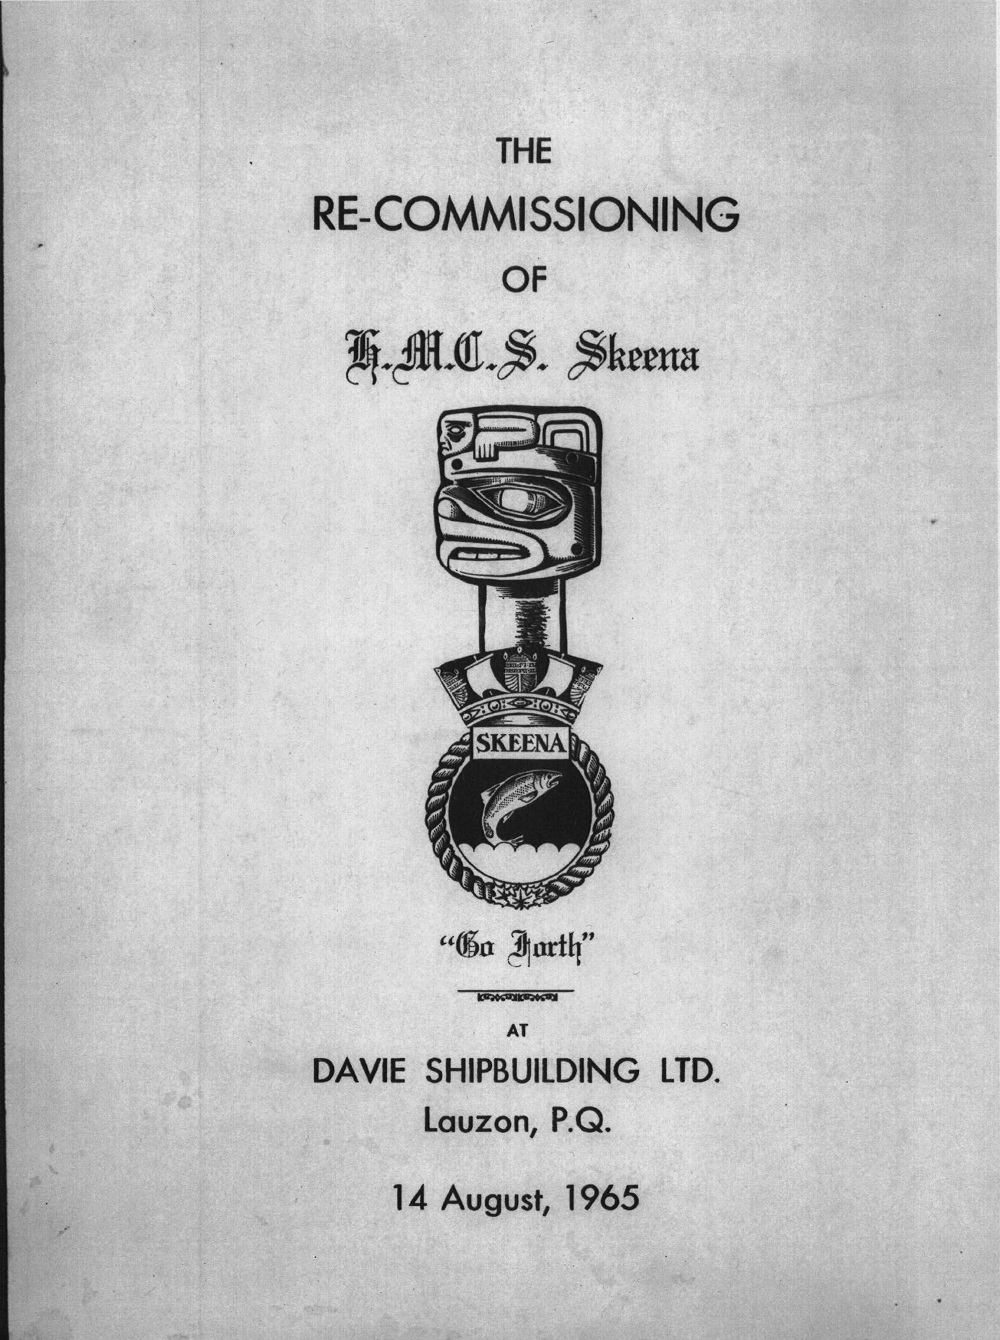 THE
RE-COMMISSIONING
OF
H.M.C.S. Skeena
SKEENA
“Go Forth”
AT
DAVIE SHIPBUILDING LTD.
Lauzon, P.Q.
14 August, 1965